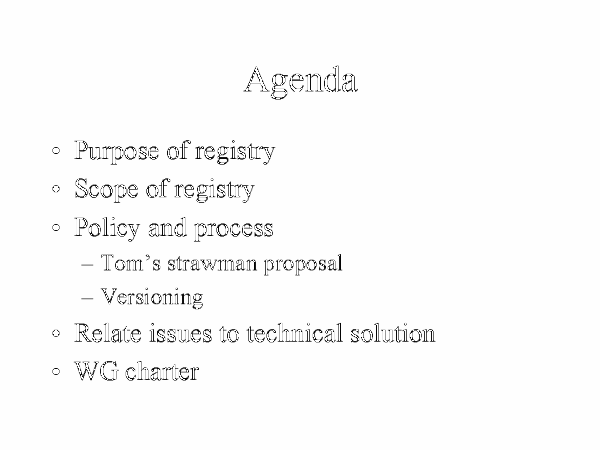 Agenda
◦ Purpose of registry
◦ Scope of registry
◦ Policy and process
– Tom’s strawman proposal
– Versioning
◦ Relate issues to technical solution
◦ WG charter